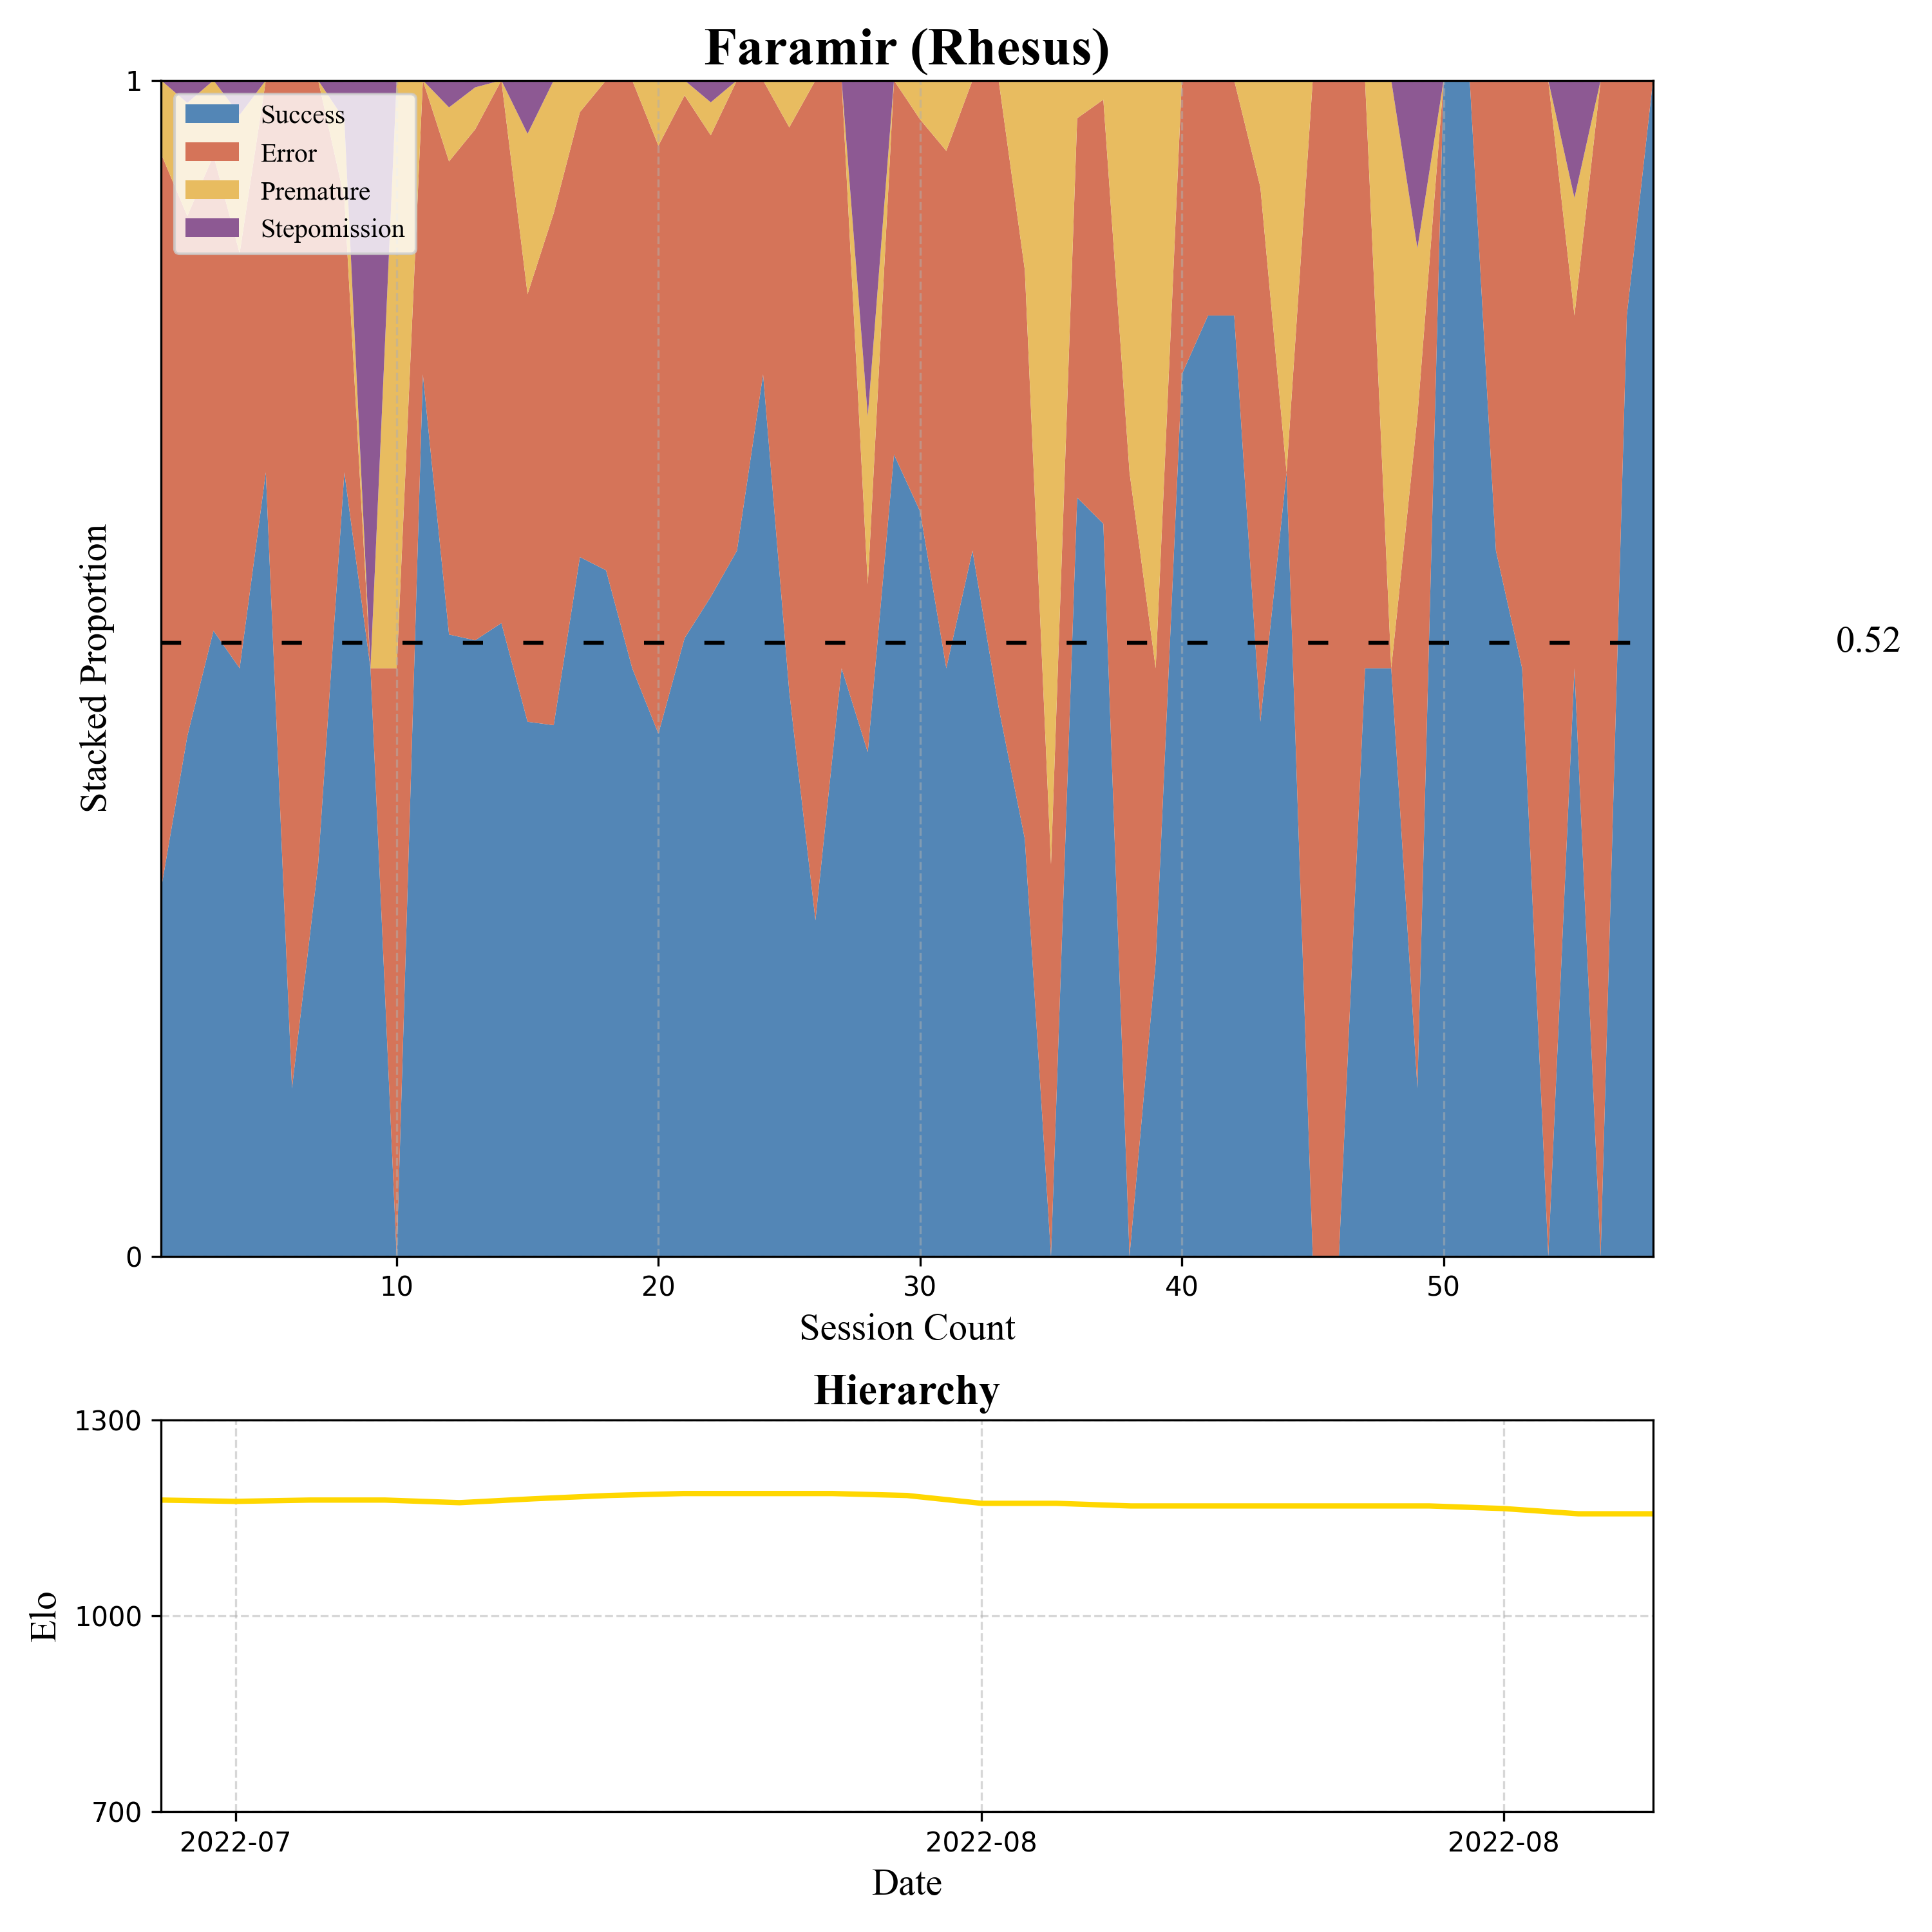 Faramir (Rhesus)
1
Success
Error
Premature
Stepomission
Stacked Proportion
0.52
0
10 20 30 40 50
Session Count
Hierarchy
1300
1000
700
Elo
2022-07 2022-08 2022-08
Date